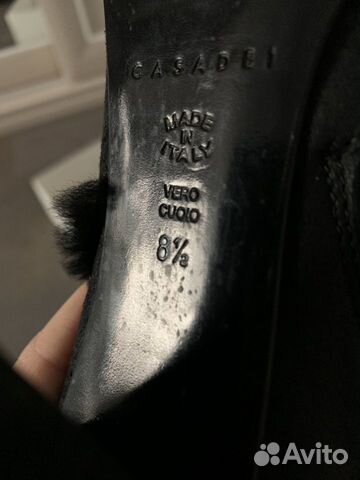 CASADEI
MADE
IN
ITALY
VERO
CUOIO
8½
Avito